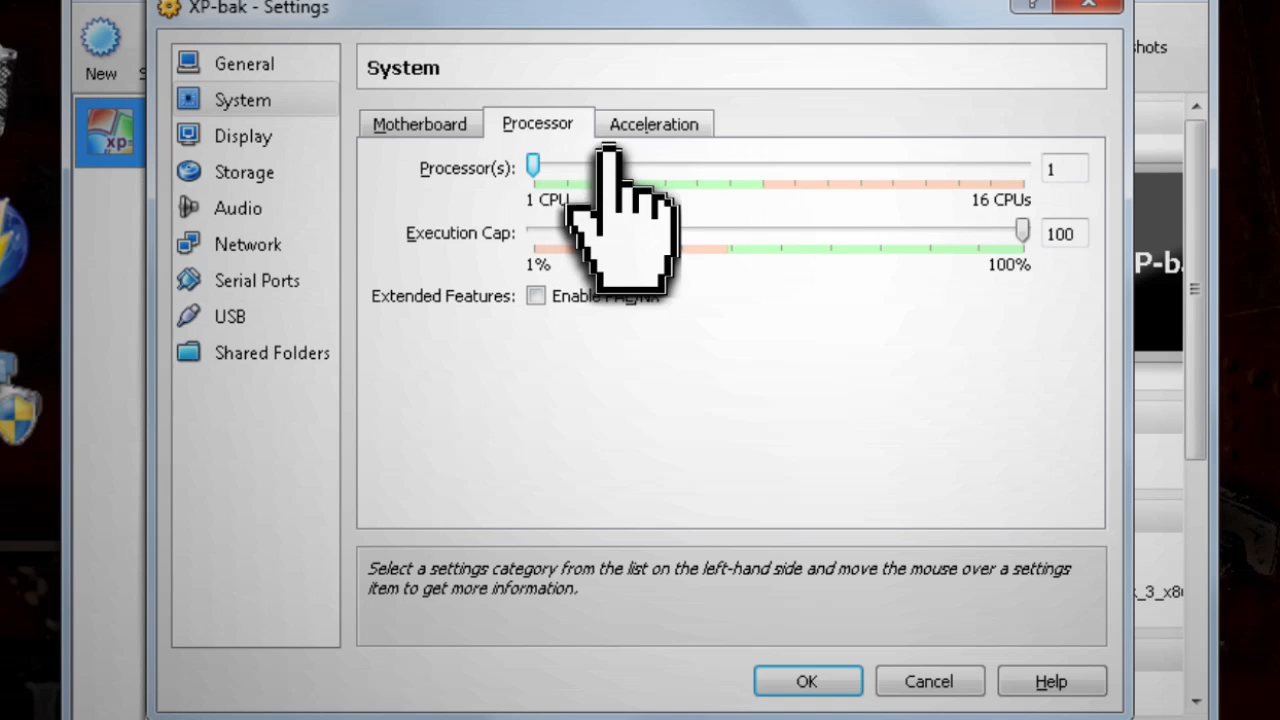 XP-bak - Settings
?
New
xp
General
System
Display
Storage
Audio
Network
Serial Ports
USB
Shared Folders
System
Motherboard
Processor
Acceleration
Processor(s):
1
1 CPU
16 CPUs
Execution Cap:
100
1%
100%
Extended Features:
Enable PAE/NX
Select a settings category from the list on the left-hand side and move the mouse over a settings
item to get more information.
OK
Cancel
Help